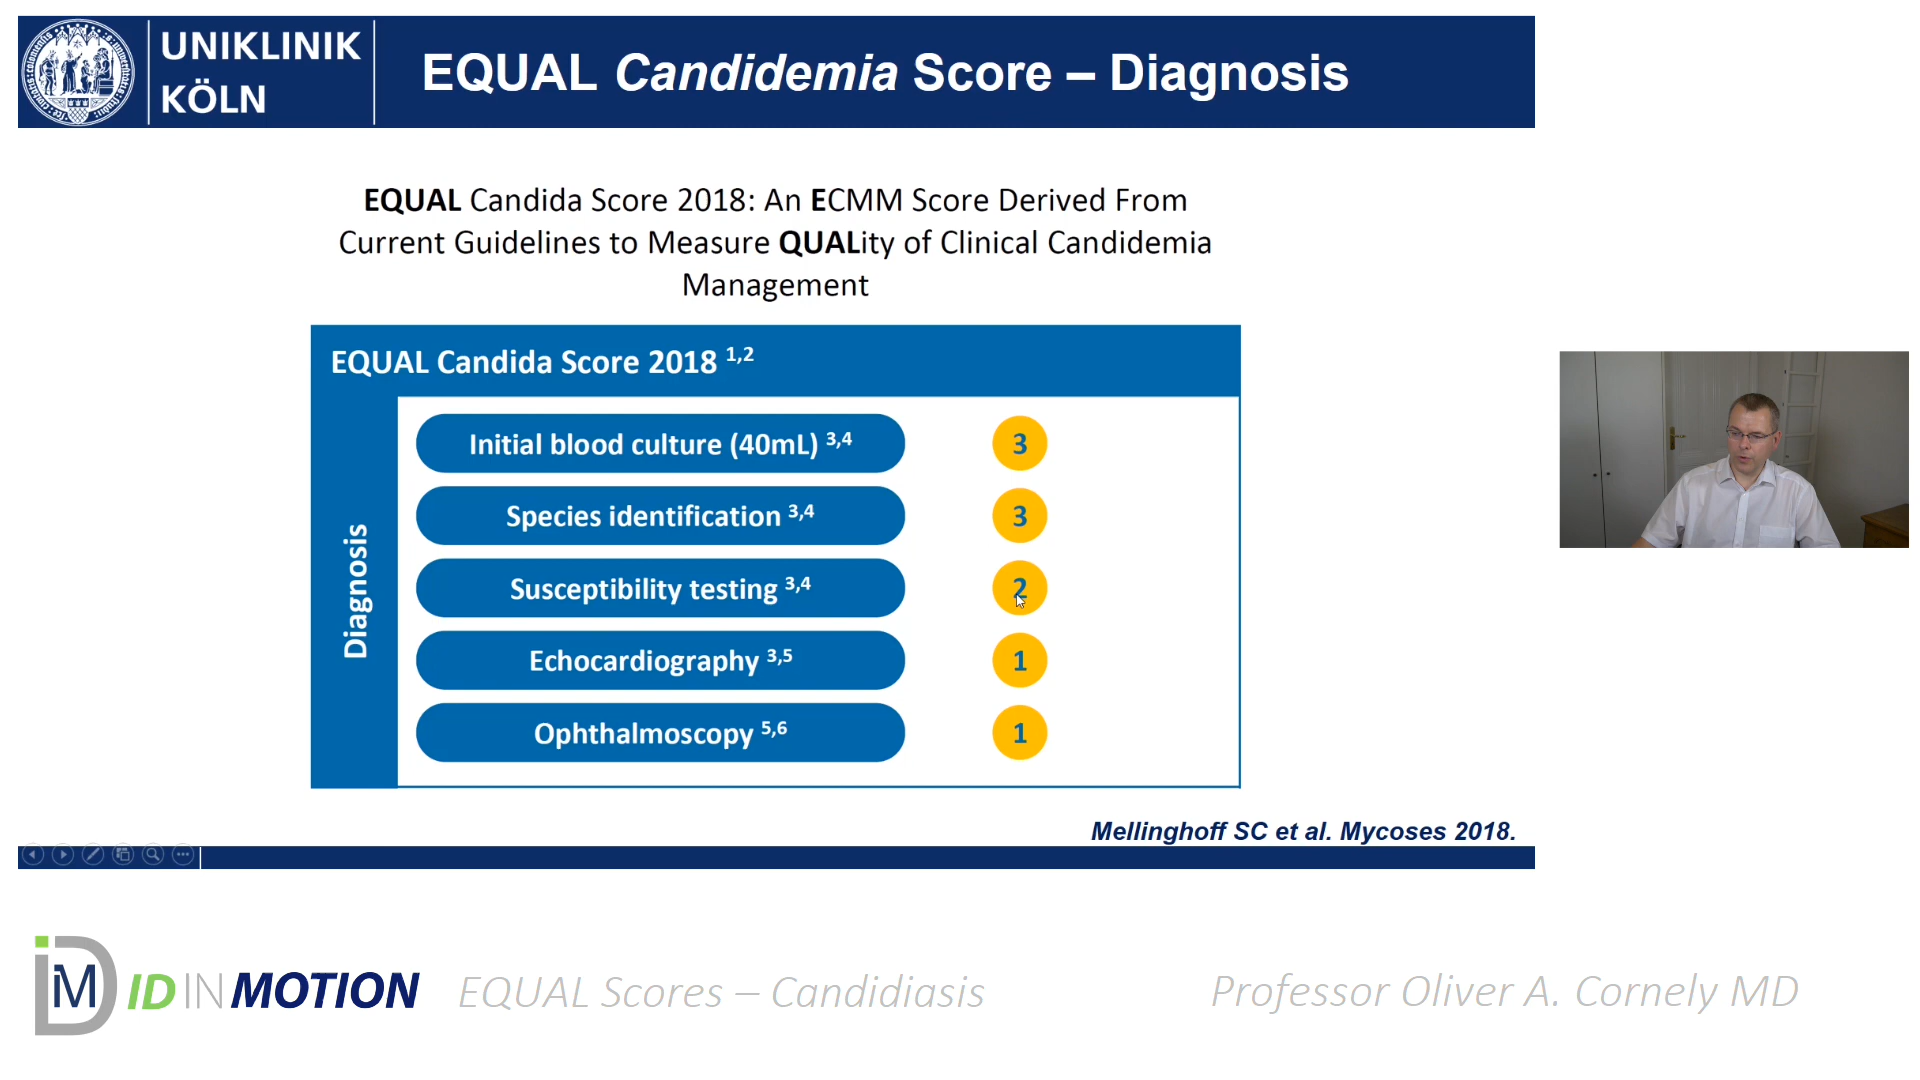 UNIKLINIK
KÖLN
EQUAL Candidemia Score – Diagnosis
EQUAL Candida Score 2018: An ECMM Score Derived From
Current Guidelines to Measure QUALity of Clinical Candidemia
Management
EQUAL Candida Score 2018 1,2
Diagnosis
Initial blood culture (40mL) 3,4
3
Species identification 3,4
3
Susceptibility testing 3,4
2
Echocardiography 3,5
1
Ophthalmoscopy 5,6
1
Mellinghoff SC et al. Mycoses 2018.
iDM
ID IN MOTION
EQUAL Scores – Candidiasis
Professor Oliver A. Cornely MD